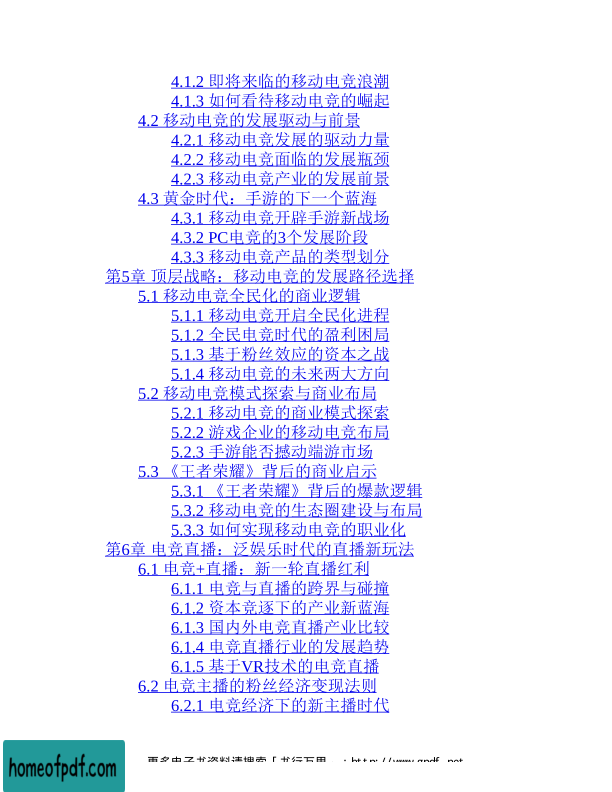 4.1.2 即将来临的移动电竞浪潮
4.1.3 如何看待移动电竞的崛起
4.2 移动电竞的发展驱动与前景
4.2.1 移动电竞发展的驱动力量
4.2.2 移动电竞面临的发展瓶颈
4.2.3 移动电竞产业的发展前景
4.3 黄金时代：手游的下一个蓝海
4.3.1 移动电竞开辟手游新战场
4.3.2 PC电竞的3个发展阶段
4.3.3 移动电竞产品的类型划分
第5章 顶层战略：移动电竞的发展路径选择
5.1 移动电竞全民化的商业逻辑
5.1.1 移动电竞开启全民化进程
5.1.2 全民电竞时代的盈利困局
5.1.3 基于粉丝效应的资本之战
5.1.4 移动电竞的未来两大方向
5.2 移动电竞模式探索与商业布局
5.2.1 移动电竞的商业模式探索
5.2.2 游戏企业的移动电竞布局
5.2.3 手游能否撼动端游市场
5.3 《王者荣耀》背后的商业启示
5.3.1 《王者荣耀》背后的爆款逻辑
5.3.2 移动电竞的生态圈建设与布局
5.3.3 如何实现移动电竞的职业化
第6章 电竞直播：泛娱乐时代的直播新玩法
6.1 电竞+直播：新一轮直播红利
6.1.1 电竞与直播的跨界与碰撞
6.1.2 资本竞逐下的产业新蓝海
6.1.3 国内外电竞直播产业比较
6.1.4 电竞直播行业的发展趋势
6.1.5 基于VR技术的电竞直播
6.2 电竞主播的粉丝经济变现法则
6.2.1 电竞经济下的新主播时代
homeofpdf.com